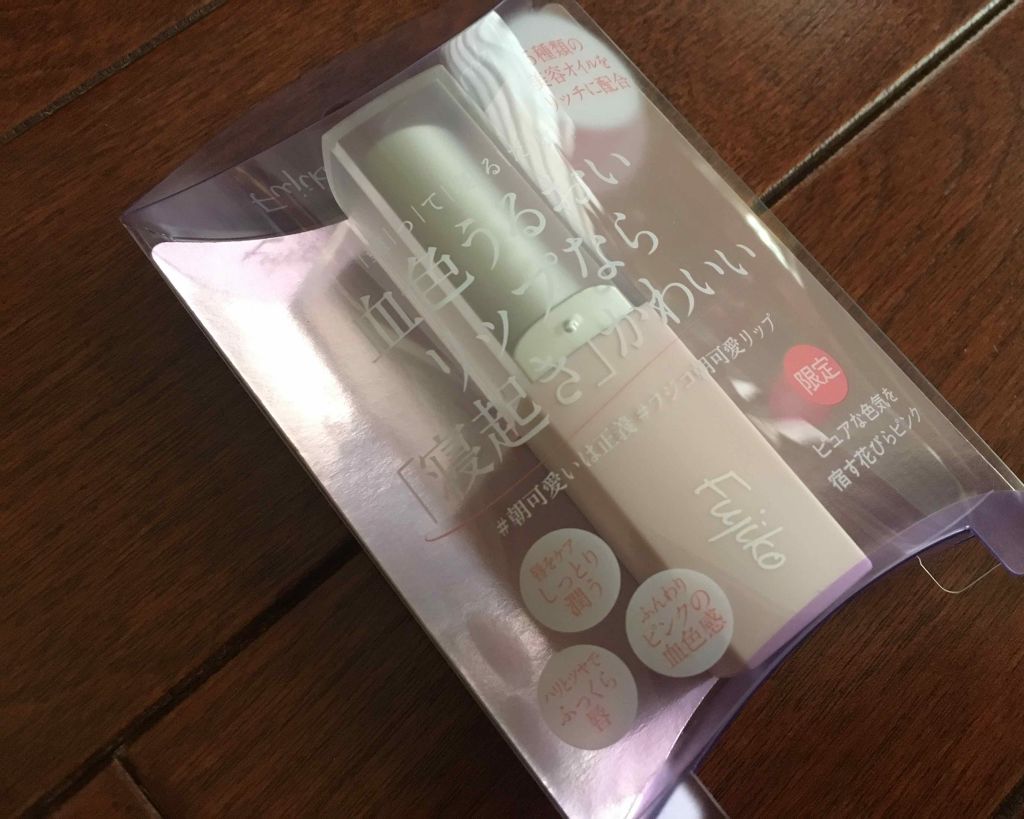 美容オイルを
リッチに配合
血色うるおい
リップなら
「寝起き」かわいい
#朝可愛いは正義#フジコ朝可愛リップ
限定
ピュアな色気を
宿す花びらピンク
Fujiko
唇をケア
しっとり
潤う
ふんわり
ピンクの
血色感
ハリとツヤで
ふっくら
唇
Fujiko